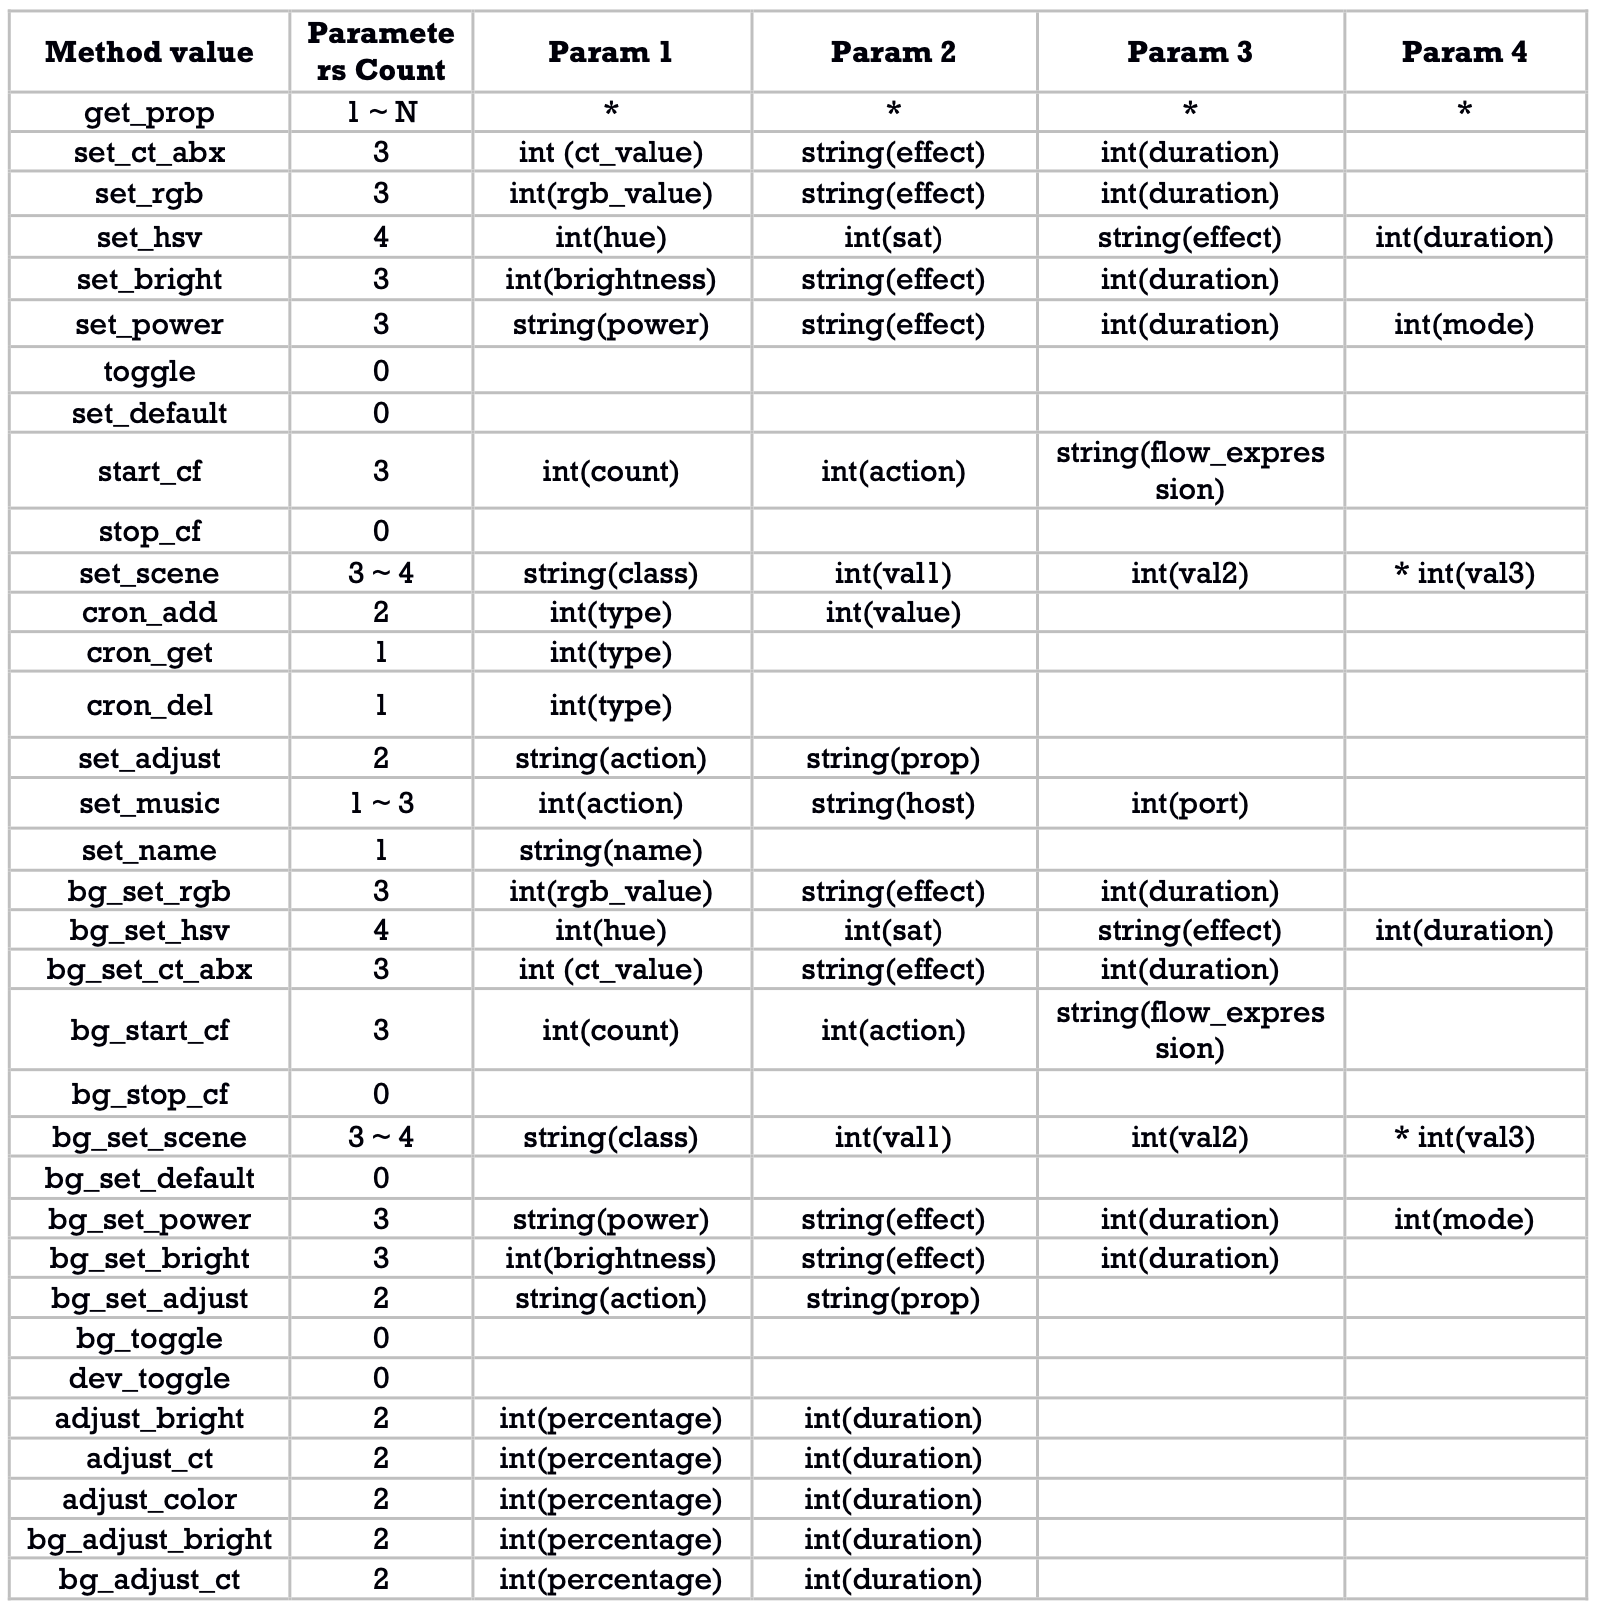 Method value Paramete rs Count Param 1 Param 2 Param 3 Param 4
get_prop 1 ~ N * * * *
set_ct_abx 3 int (ct_value) string(effect) int(duration)
set_rgb 3 int(rgb_value) string(effect) int(duration)
set_hsv 4 int(hue) int(sat) string(effect) int(duration)
set_bright 3 int(brightness) string(effect) int(duration)
set_power 3 string(power) string(effect) int(duration) int(mode)
toggle 0
set_default 0
start_cf 3 int(count) int(action) string(flow_expres sion)
stop_cf 0
set_scene 3 ~ 4 string(class) int(val1) int(val2) * int(val3)
cron_add 2 int(type) int(value)
cron_get 1 int(type)
cron_del 1 int(type)
set_adjust 2 string(action) string(prop)
set_music 1 ~ 3 int(action) string(host) int(port)
set_name 1 string(name)
bg_set_rgb 3 int(rgb_value) string(effect) int(duration)
bg_set_hsv 4 int(hue) int(sat) string(effect) int(duration)
bg_set_ct_abx 3 int (ct_value) string(effect) int(duration)
bg_start_cf 3 int(count) int(action) string(flow_expres sion)
bg_stop_cf 0
bg_set_scene 3 ~ 4 string(class) int(val1) int(val2) * int(val3)
bg_set_default 0
bg_set_power 3 string(power) string(effect) int(duration) int(mode)
bg_set_bright 3 int(brightness) string(effect) int(duration)
bg_set_adjust 2 string(action) string(prop)
bg_toggle 0
dev_toggle 0
adjust_bright 2 int(percentage) int(duration)
adjust_ct 2 int(percentage) int(duration)
adjust_color 2 int(percentage) int(duration)
bg_adjust_bright 2 int(percentage) int(duration)
bg_adjust_ct 2 int(percentage) int(duration)